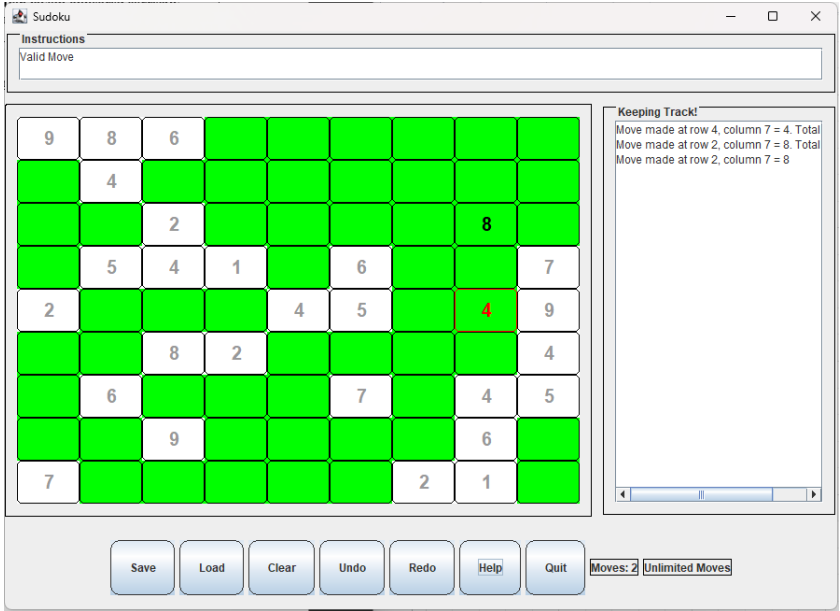 Sudoku
Instructions
Valid Move
Keeping Track!
Move made at row 4, column 7 = 4. Total
Move made at row 2, column 7 = 8. Total
Move made at row 2, column 7 = 8
9 8 6
4
2 8
5 4 1 6 7
2 4 5 4 9
8 2 4
6 7 4 5
9 6
7 2 1
Save Load Clear Undo Redo Help Quit Moves: 2 Unlimited Moves